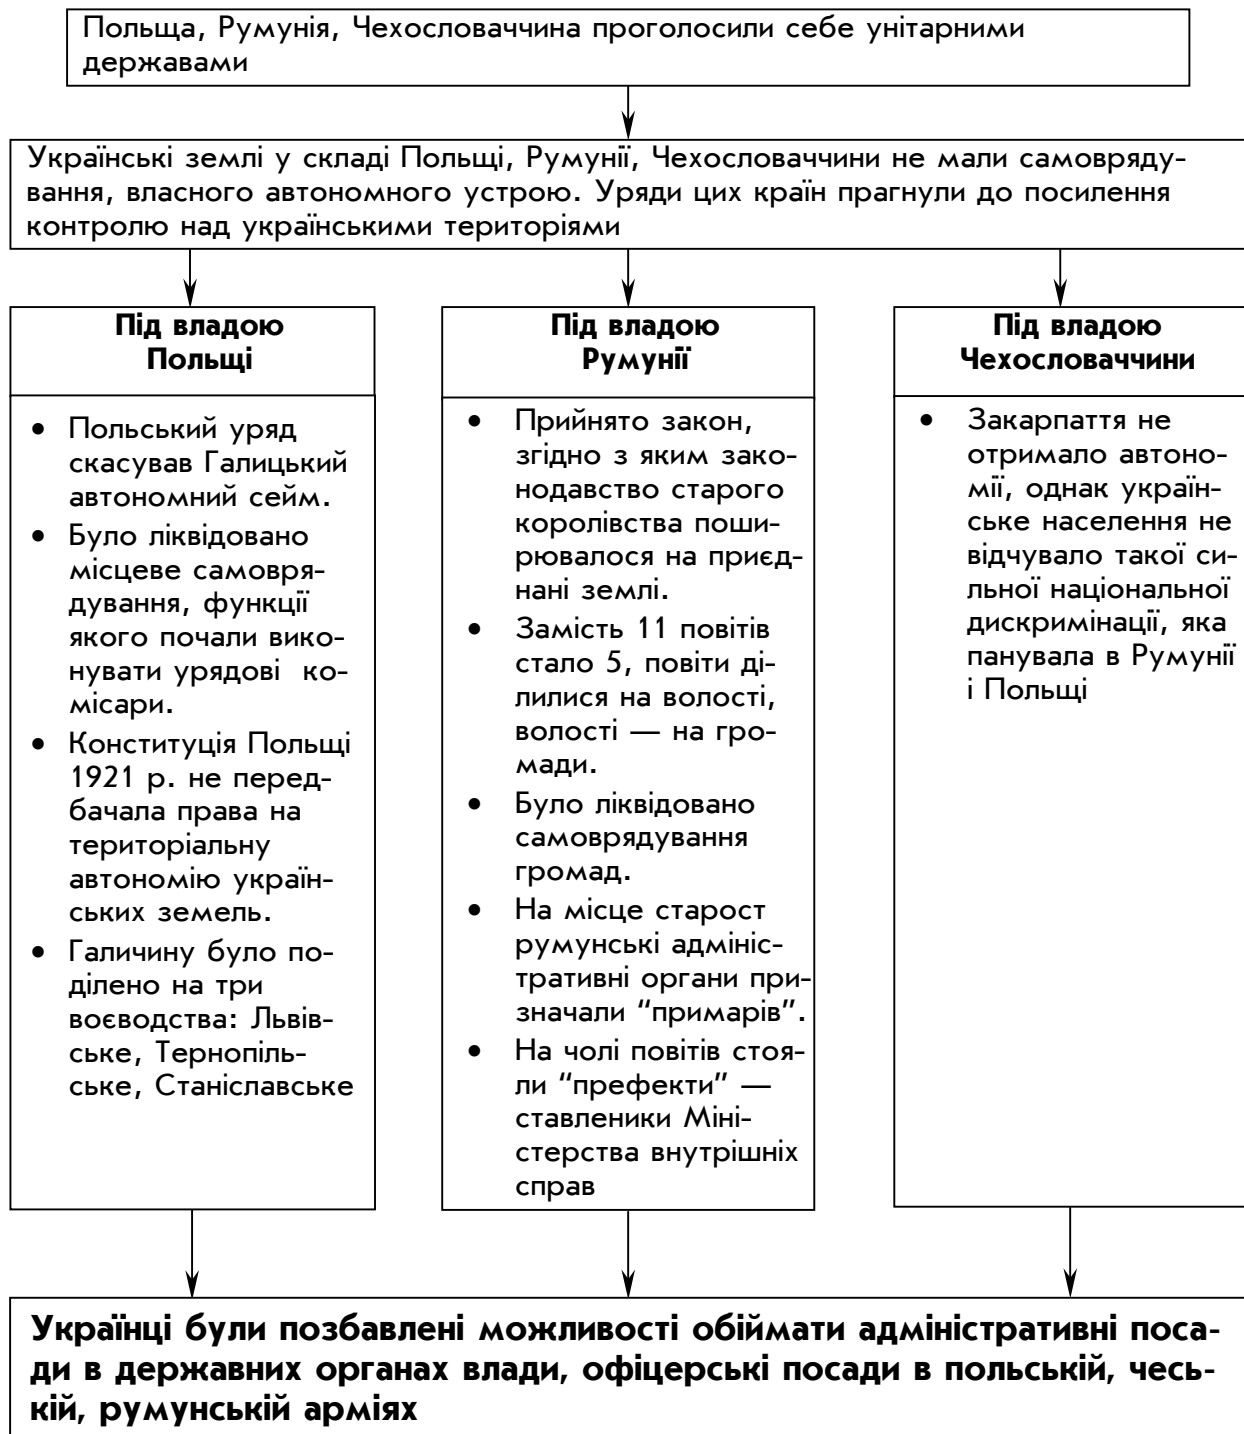 Польща, Румунія, Чехословаччина проголосили себе унітарними
державами
Українські землі у складі Польщі, Румунії, Чехословаччини не мали самовряду-
вання, власного автономного устрою. Уряди цих країн прагнули до посилення
контролю над українськими територіями
Під владою
Польщі
• Польський уряд
скасував Галицький
автономний сейм.
• Було ліквідовано
місцеве самовря-
дування, функції
якого почали вико-
нувати урядові ко-
місари.
• Конституція Польщі
1921 р. не перед-
бачала права на
територіальну
автономію україн-
ських земель.
• Галичину було по-
ділено на три
воєводства: Львів-
ське, Тернопіль-
ське, Станіславське
Під владою
Румунії
• Прийнято закон,
згідно з яким зако-
нодавство старого
королівства поши-
рювалося на приєд-
нані землі.
• Замість 11 повітів
стало 5, повіти ді-
лилися на волості,
волості — на гро-
мади.
• Було ліквідовано
самоврядування
громад.
• На місце старост
румунські адмініс-
тративні органи при-
значали “примарів”.
• На чолі повітів стоя-
ли “префекти” —
ставленики Міні-
стерства внутрішніх
справ
Під владою
Чехословаччини
• Закарпаття не
отримало автоно-
мії, однак україн-
ське населення не
відчувало такої си-
льної національної
дискримінації, яка
панувала в Румунії
і Польщі
Українці були позбавлені можливості обіймати адміністративні поса-
ди в державних органах влади, офіцерські посади в польській, чесь-
кій, румунській арміях